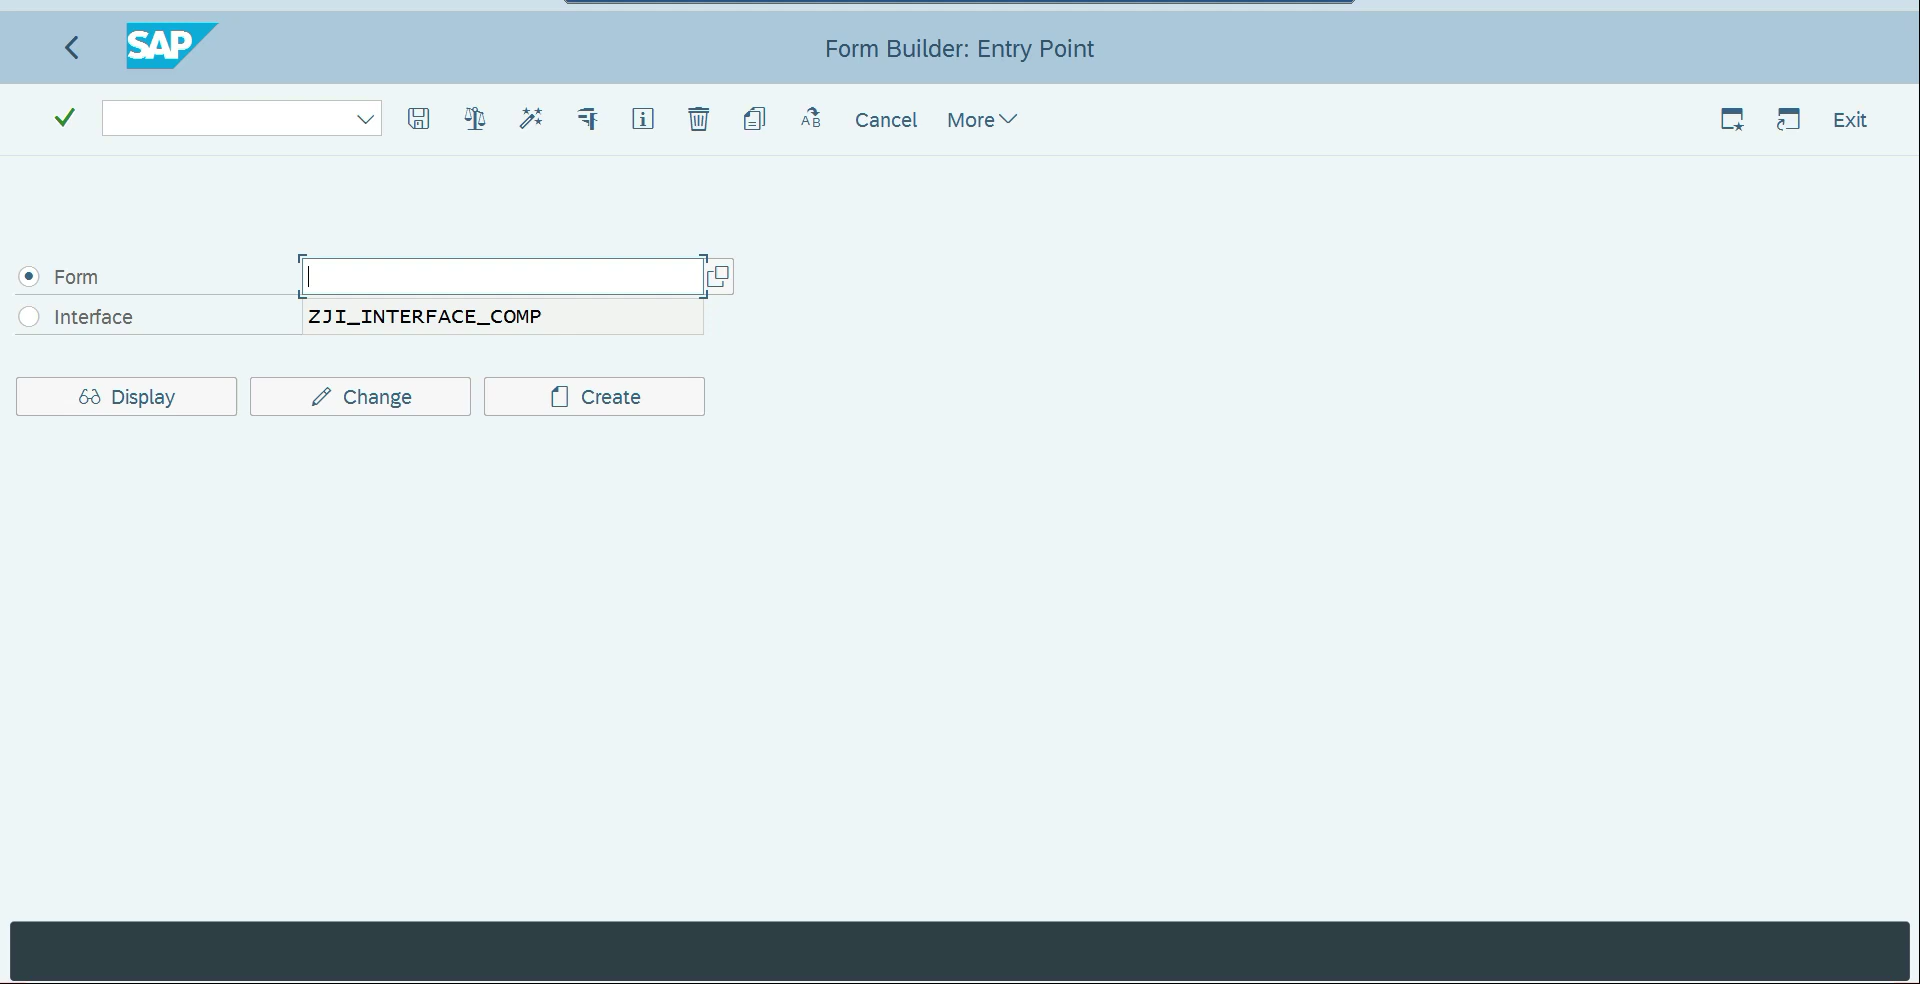 SAP
Form Builder: Entry Point
Cancel
More
Exit
Form
Interface
ZJI_INTERFACE_COMP
Display
Change
Create